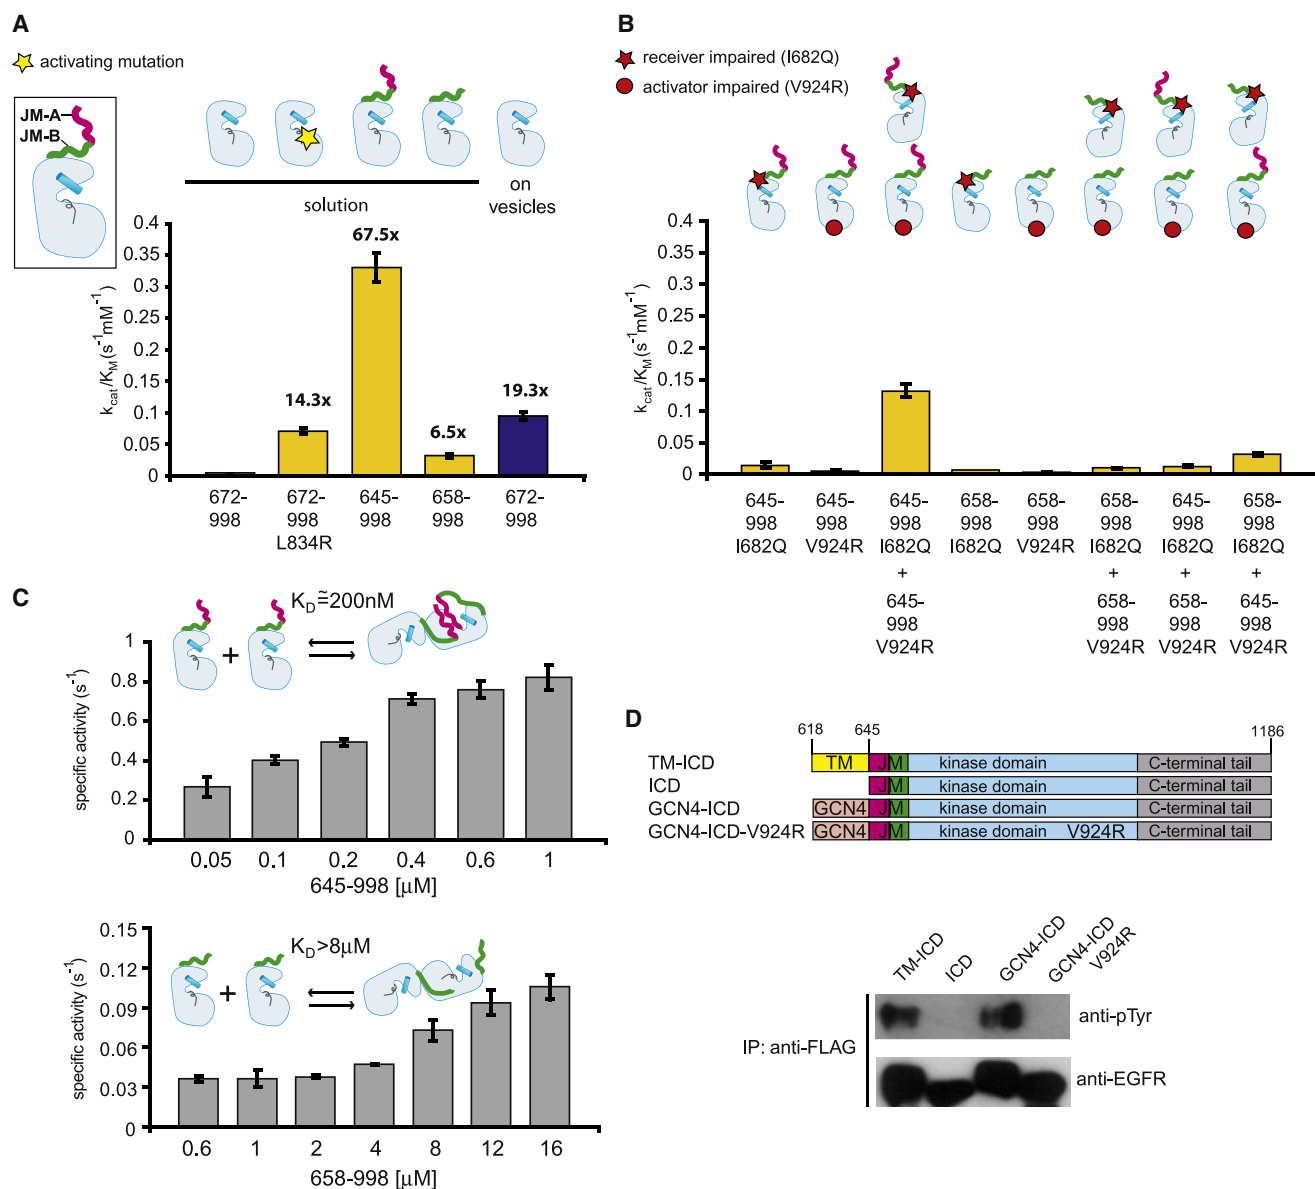 A
activating mutation
JM-A
JM-B
solution
on
vesicles
kcat/KM(s-1mM-1)
0.4
0.35
0.3
0.25
0.2
0.15
0.1
0.05
0
14.3x
67.5x
6.5x
19.3x
672-
998
672-
998
L834R
645-
998
658-
998
672-
998
B
receiver impaired (I682Q)
activator impaired (V924R)
kcat/KM(s-1mM-1)
0.4
0.35
0.3
0.25
0.2
0.15
0.1
0.05
0
645-
998
I682Q
645-
998
V924R
645-
998
I682Q
+
645-
998
V924R
658-
998
I682Q
658-
998
V924R
658-
998
I682Q
+
658-
998
V924R
645-
998
I682Q
+
658-
998
V924R
658-
998
I682Q
+
645-
998
V924R
C
KD≅200nM
+
specific activity (s-1)
1
0.8
0.6
0.4
0.2
0
0.05 0.1 0.2 0.4 0.6 1
645-998 [μM]
KD>8μM
+
specific activity (s-1)
0.15
0.12
0.09
0.06
0.03
0
0.6 1 2 4 8 12 16
658-998 [μM]
D
618 645 1186
TM-ICD TM JM kinase domain C-terminal tail
ICD JM kinase domain C-terminal tail
GCN4-ICD GCN4 JM kinase domain C-terminal tail
GCN4-ICD-V924R GCN4 JM kinase domain V924R C-terminal tail
TM-ICD
ICD
GCN4-ICD
GCN4-ICD
V924R
IP: anti-FLAG
anti-pTyr
anti-EGFR